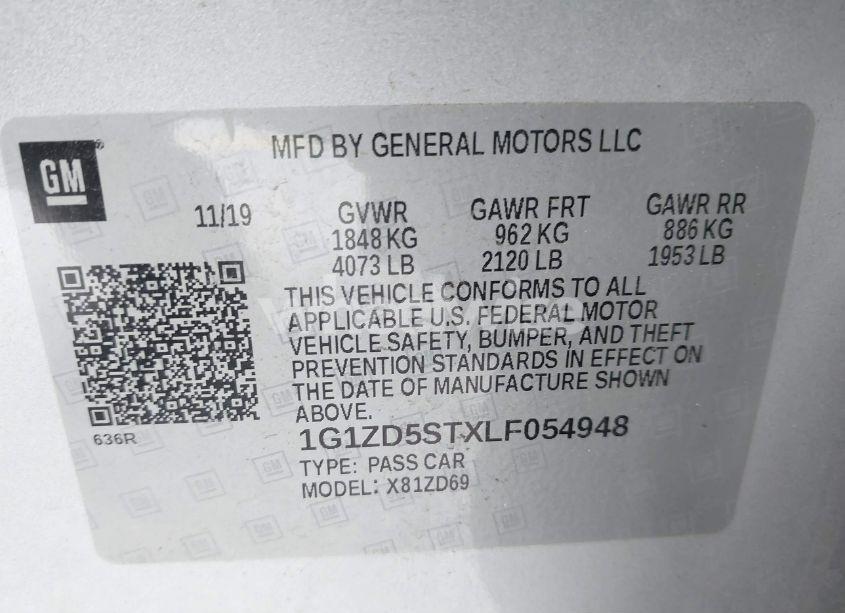 MFD BY GENERAL MOTORS LLC
GM
11/19 GVWR GAWR FRT GAWR RR
1848 KG 962 KG 886 KG
4073 LB 2120 LB 1953 LB
THIS VEHICLE CONFORMS TO ALL
APPLICABLE U.S. FEDERAL MOTOR
VEHICLE SAFETY, BUMPER, AND THEFT
PREVENTION STANDARDS IN EFFECT ON
THE DATE OF MANUFACTURE SHOWN
ABOVE.
636R
1G1ZD5STXLF054948
TYPE: PASS CAR
MODEL: X81ZD69